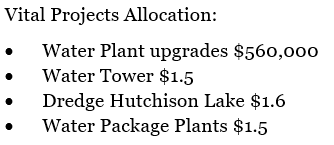 Vital Projects Allocation:
• Water Plant upgrades $560,000
• Water Tower $1.5
• Dredge Hutchison Lake $1.6
• Water Package Plants $1.5